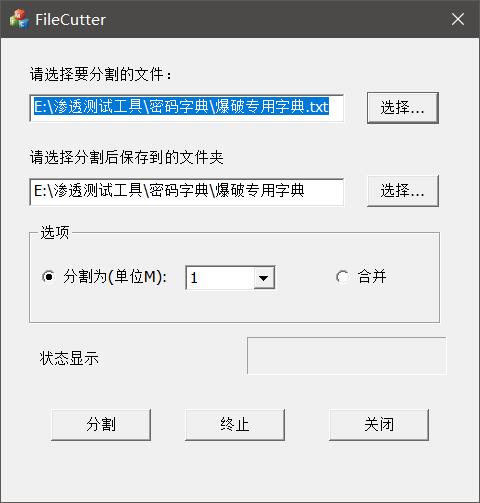 FileCutter
请选择要分割的文件：
E:\渗透测试工具\密码字典\爆破专用字典.txt
选择...
请选择分割后保存到的文件夹
E:\渗透测试工具\密码字典\爆破专用字典
选择...
选项
分割为(单位M): 1 合并
状态显示
分割 终止 关闭